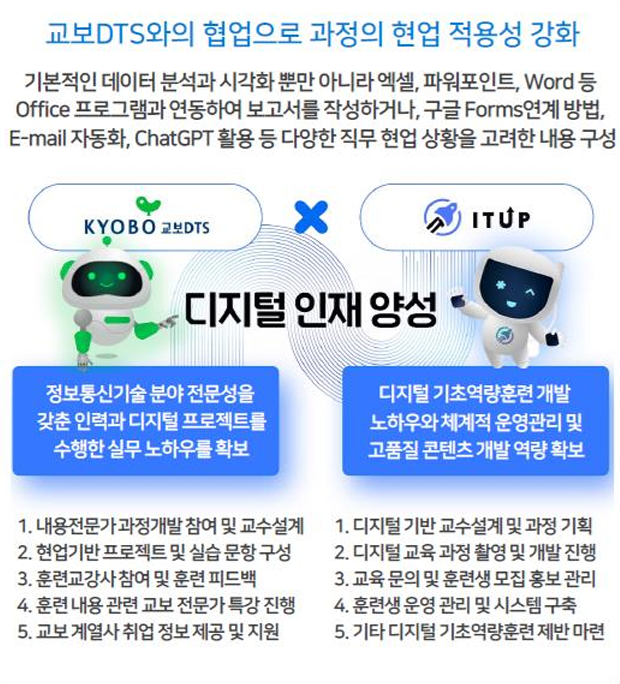 교보DTS와의 협업으로 과정의 현업 적용성 강화
기본적인 데이터 분석과 시각화 뿐만 아니라 엑셀, 파워포인트, Word 등
Office 프로그램과 연동하여 보고서를 작성하거나, 구글 Forms연계 방법,
E-mail 자동화, ChatGPT 활용 등 다양한 직무 현업 상황을 고려한 내용 구성
KYOBO 교보DTS
ITUP
디지털 인재 양성
정보통신기술 분야 전문성을
갖춘 인력과 디지털 프로젝트를
수행한 실무 노하우를 확보
디지털 기초역량훈련 개발
노하우와 체계적 운영관리 및
고품질 콘텐츠 개발 역량 확보
1. 내용전문가 과정개발 참여 및 교수설계
2. 현업기반 프로젝트 및 실습 문항 구성
3. 훈련교강사 참여 및 훈련 피드백
4. 훈련 내용 관련 교보 전문가 특강 진행
5. 교보 계열사 취업 정보 제공 및 지원
1. 디지털 기반 교수설계 및 과정 기획
2. 디지털 교육 과정 촬영 및 개발 진행
3. 교육 문의 및 훈련생 모집 홍보 관리
4. 훈련생 운영 관리 및 시스템 구축
5. 기타 디지털 기초역량훈련 제반 마련